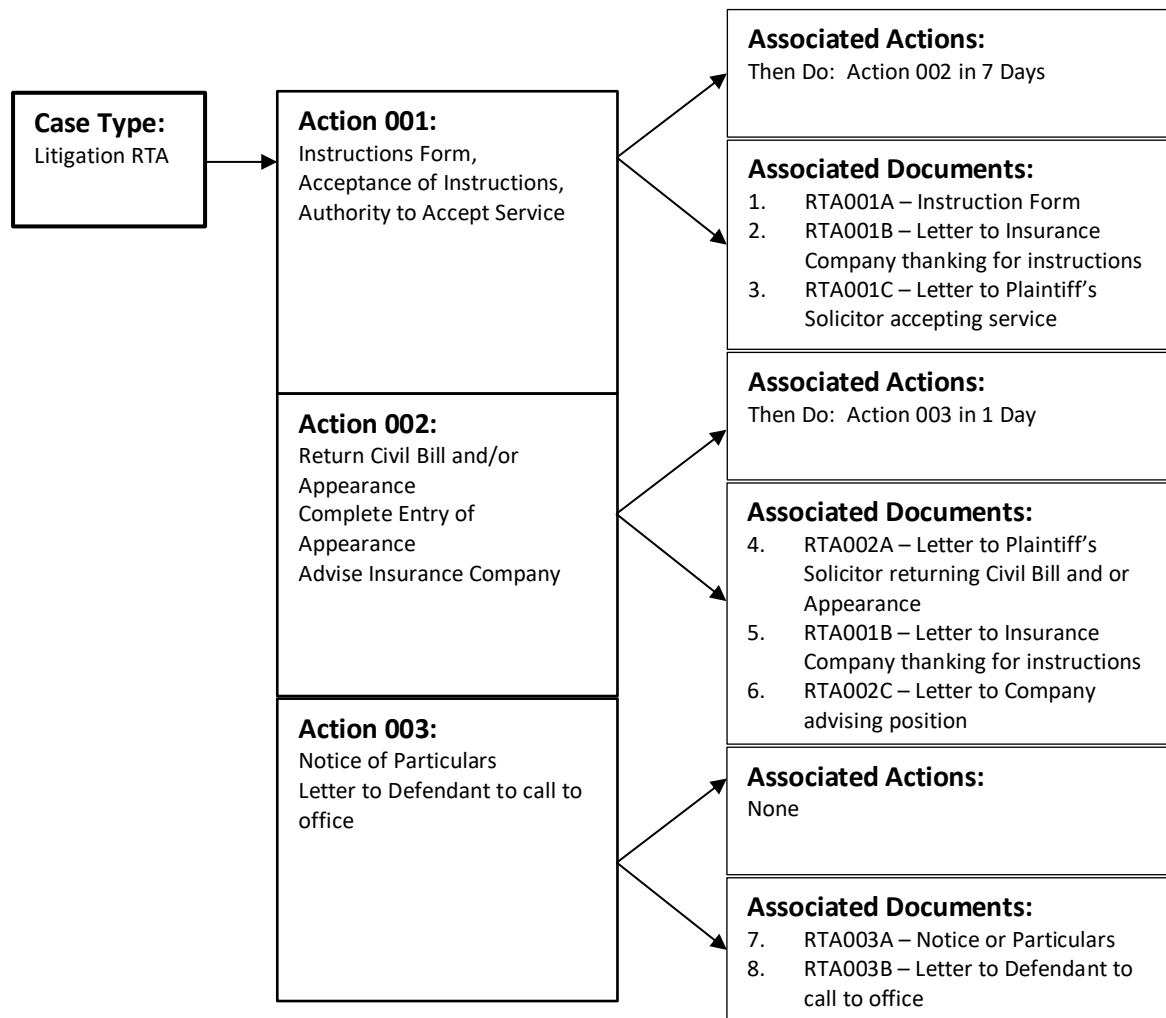 Case Type:
Litigation RTA
Action 001:
Instructions Form,
Acceptance of Instructions,
Authority to Accept Service
Associated Actions:
Then Do:  Action 002 in 7 Days
Associated Documents:
1. RTA001A – Instruction Form
2. RTA001B – Letter to Insurance
Company thanking for instructions
3. RTA001C – Letter to Plaintiff’s
Solicitor accepting service
Action 002:
Return Civil Bill and/or
Appearance
Complete Entry of
Appearance
Advise Insurance Company
Associated Actions:
Then Do:  Action 003 in 1 Day
Associated Documents:
4. RTA002A – Letter to Plaintiff’s
Solicitor returning Civil Bill and or
Appearance
5. RTA001B – Letter to Insurance
Company thanking for instructions
6. RTA002C – Letter to Company
advising position
Action 003:
Notice of Particulars
Letter to Defendant to call to
office
Associated Actions:
None
Associated Documents:
7. RTA003A – Notice or Particulars
8. RTA003B – Letter to Defendant to
call to office